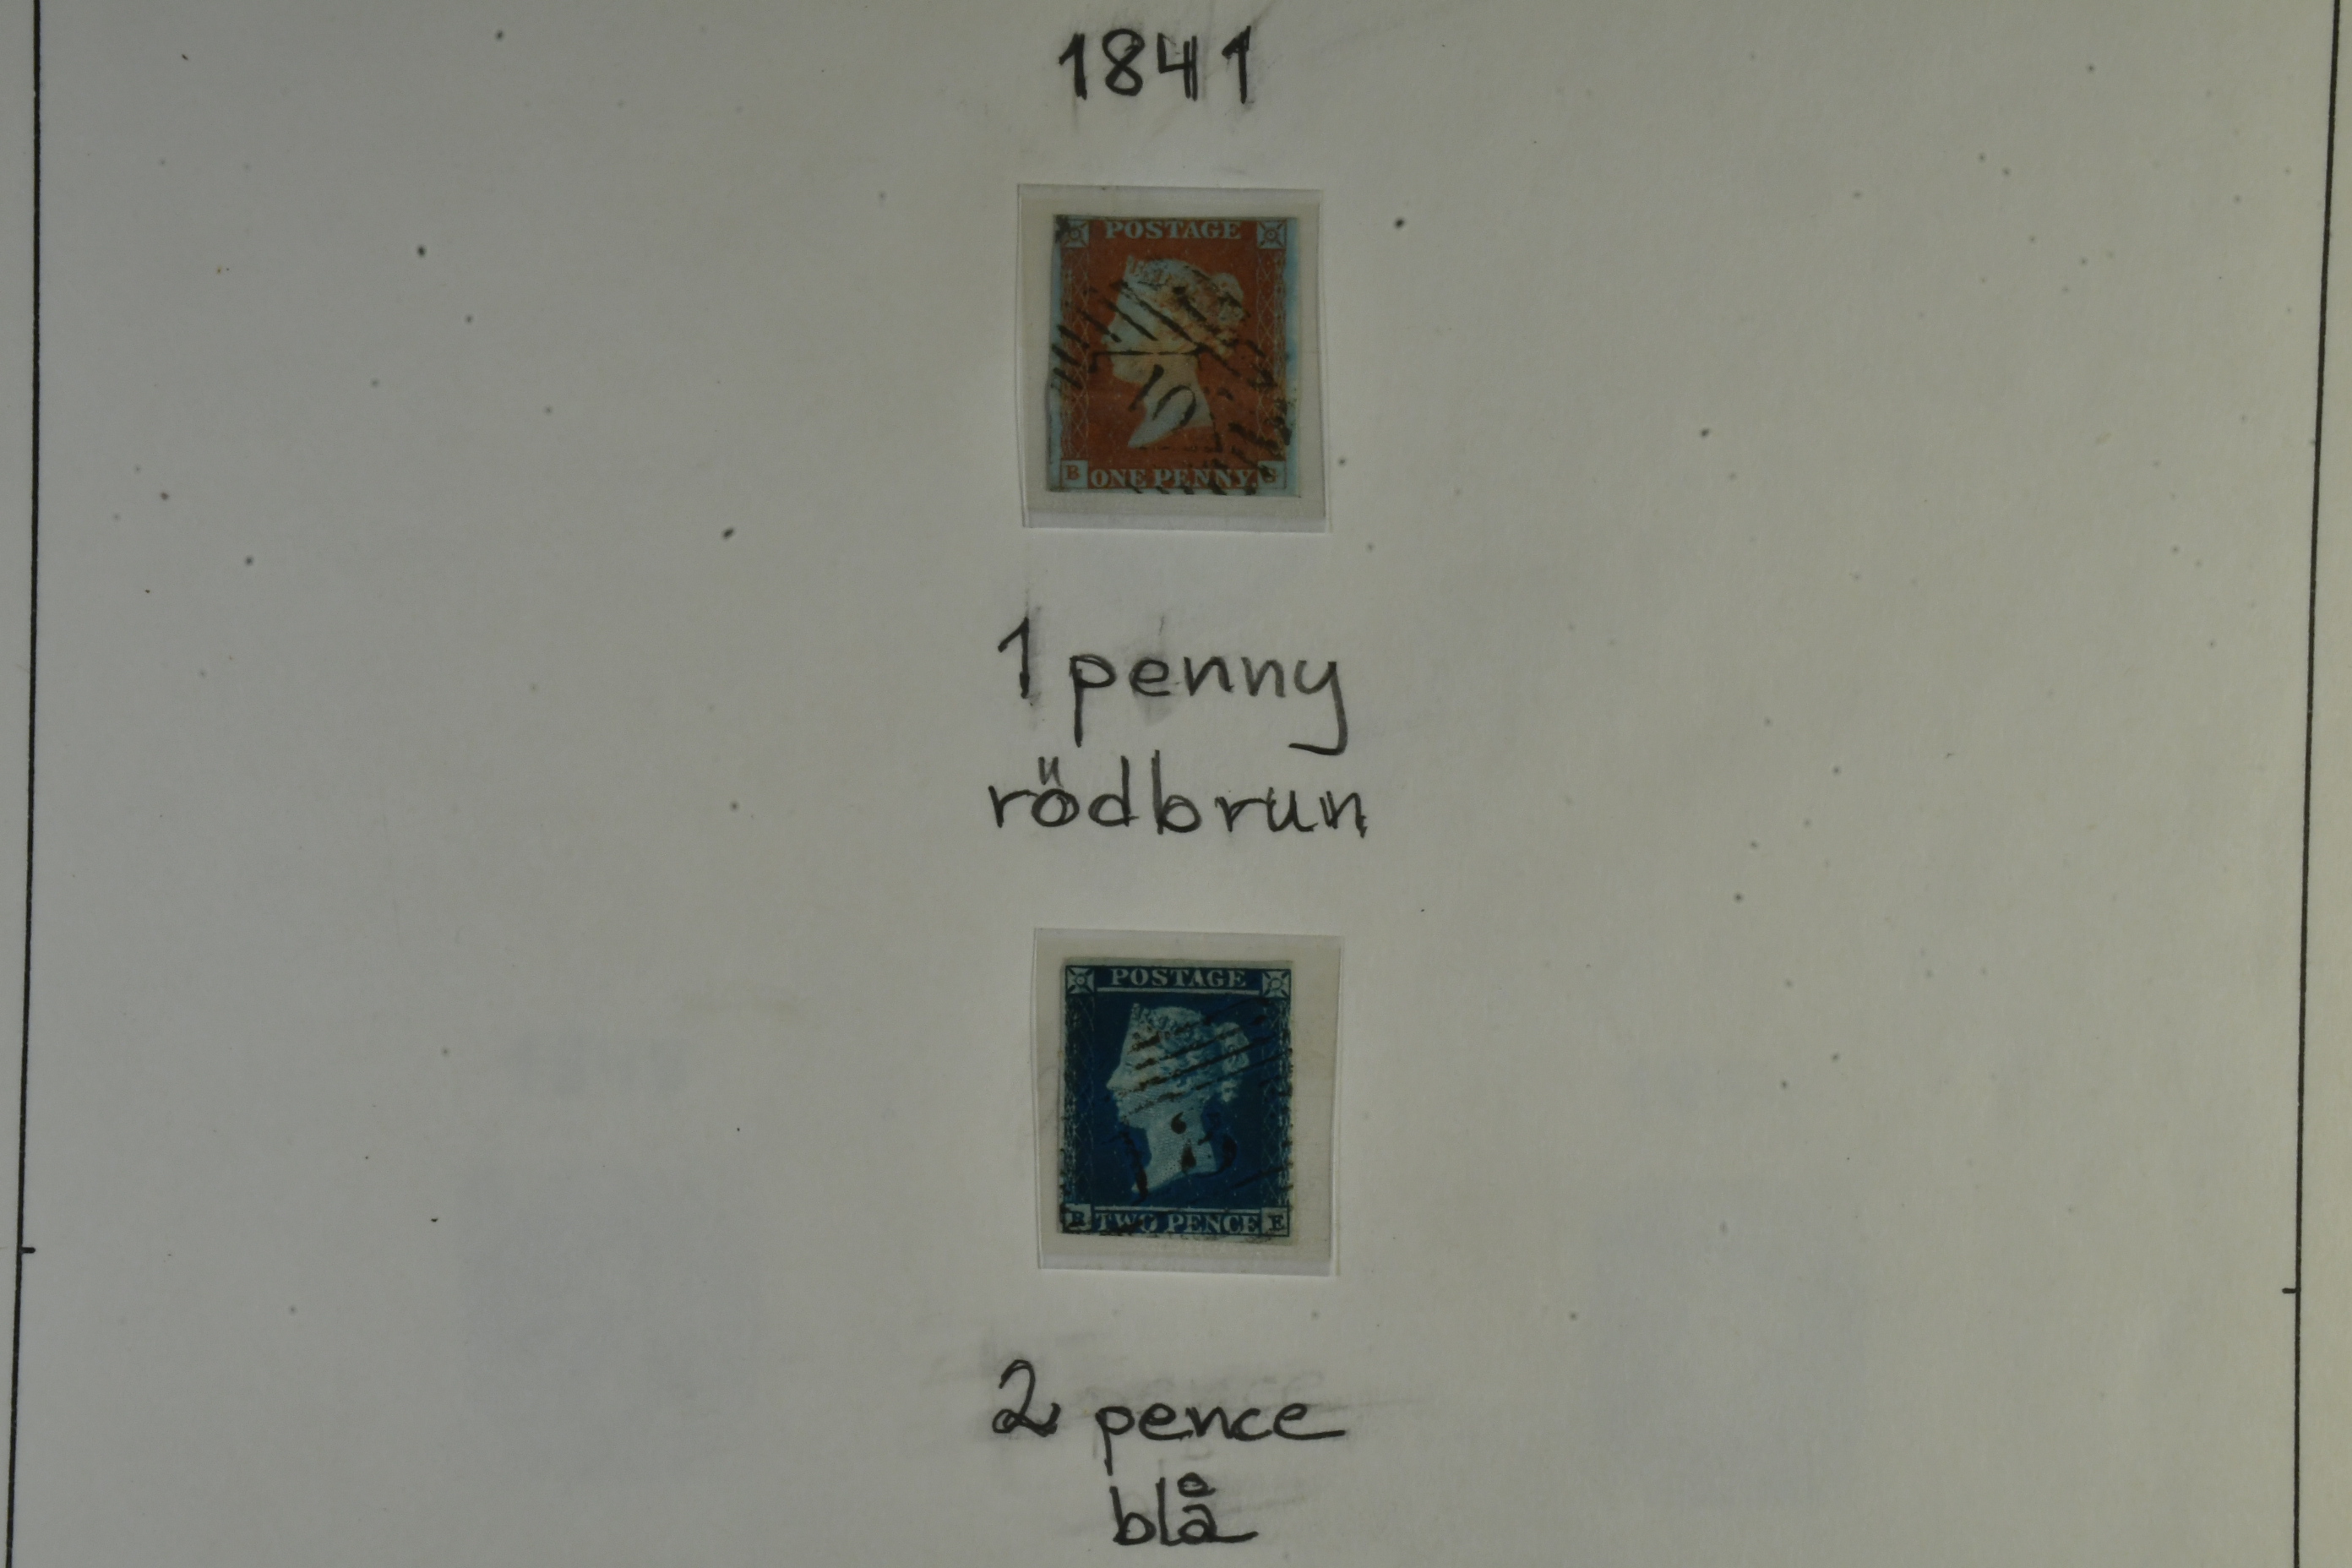 1841
POSTAGE
B ONE PENNY
1 penny
rödbrun
POSTAGE
TWO PENCE E
2 pence
blå